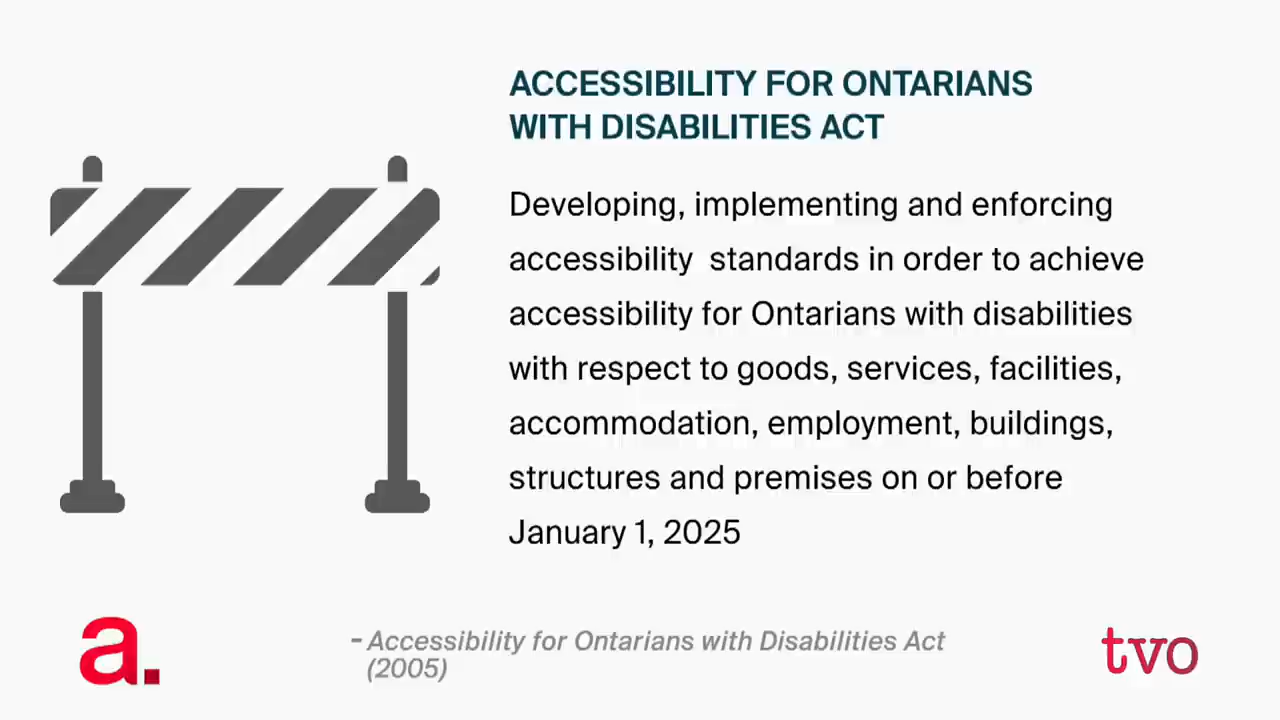 ACCESSIBILITY FOR ONTARIANS
WITH DISABILITIES ACT
Developing, implementing and enforcing
accessibility  standards in order to achieve
accessibility for Ontarians with disabilities
with respect to goods, services, facilities,
accommodation, employment, buildings,
structures and premises on or before
January 1, 2025
- Accessibility for Ontarians with Disabilities Act
(2005)
a.
tvo